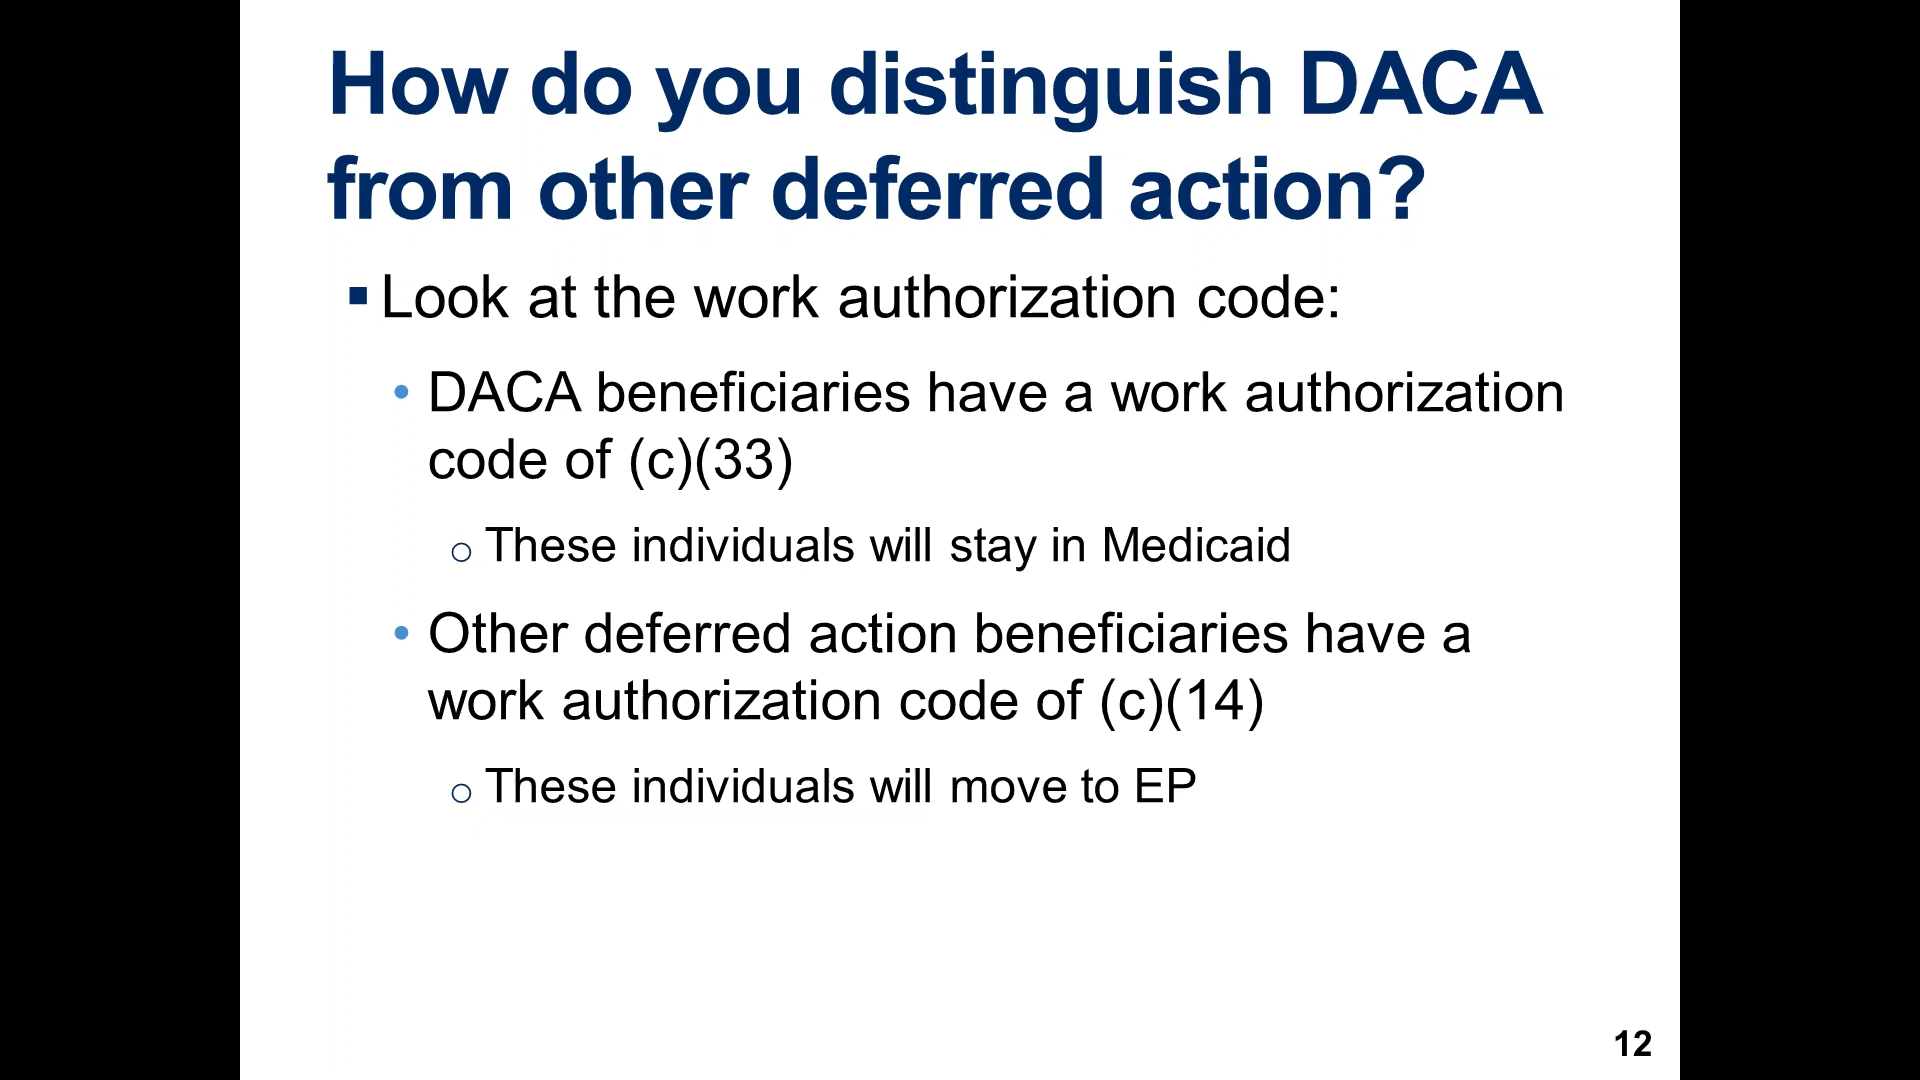 How do you distinguish DACA
from other deferred action?
▪ Look at the work authorization code:
• DACA beneficiaries have a work authorization
code of (c)(33)
o These individuals will stay in Medicaid
• Other deferred action beneficiaries have a
work authorization code of (c)(14)
o These individuals will move to EP
12